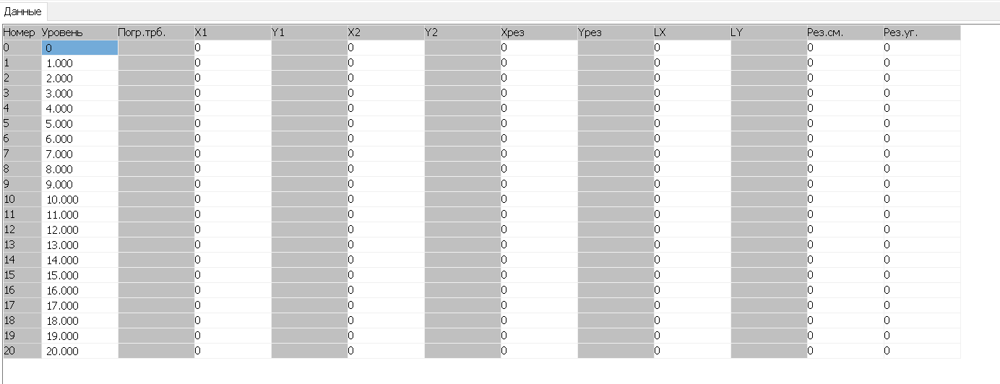 Данные
Номер Уровень Погр.трб. X1 Y1 X2 Y2 Xрез Yрез LX LY Рез.см. Рез.уг.
0 0 0 0 0 0 0 0
1 1.000 0 0 0 0 0 0
2 2.000 0 0 0 0 0 0
3 3.000 0 0 0 0 0 0
4 4.000 0 0 0 0 0 0
5 5.000 0 0 0 0 0 0
6 6.000 0 0 0 0 0 0
7 7.000 0 0 0 0 0 0
8 8.000 0 0 0 0 0 0
9 9.000 0 0 0 0 0 0
10 10.000 0 0 0 0 0 0
11 11.000 0 0 0 0 0 0
12 12.000 0 0 0 0 0 0
13 13.000 0 0 0 0 0 0
14 14.000 0 0 0 0 0 0
15 15.000 0 0 0 0 0 0
16 16.000 0 0 0 0 0 0
17 17.000 0 0 0 0 0 0
18 18.000 0 0 0 0 0 0
19 19.000 0 0 0 0 0 0
20 20.000 0 0 0 0 0 0